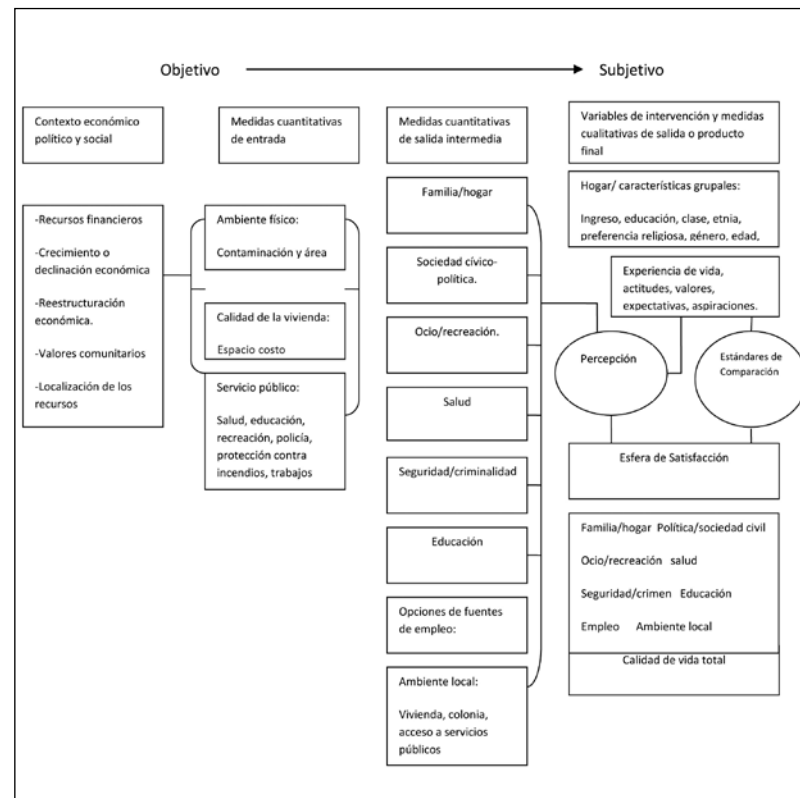 Objetivo
Subjetivo
Contexto económico
político y social
Medidas cuantitativas
de entrada
Medidas cuantitativas
de salida intermedia
Variables de intervención y medidas
cualitativas de salida o producto
final
-Recursos financieros
-Crecimiento o
declinación económica
-Reestructuración
económica.
-Valores comunitarios
-Localización de los
recursos
Ambiente físico:
Contaminación y área
Calidad de la vivienda:
Espacio costo
Servicio público:
Salud, educación,
recreación, policía,
protección contra
incendios, trabajos
Familia/hogar
Sociedad cívico-
política.
Ocio/recreación.
Salud
Seguridad/criminalidad
Educación
Opciones de fuentes
de empleo:
Ambiente local:
Vivienda, colonia,
acceso a servicios
públicos
Hogar/ características grupales:
Ingreso, educación, clase, etnia,
preferencia religiosa, género, edad,
Experiencia de vida,
actitudes, valores,
expectativas, aspiraciones.
Percepción
Estándares de
Comparación
Esfera de Satisfacción
Familia/hogar Política/sociedad civil
Ocio/recreación salud
Seguridad/crimen Educación
Empleo Ambiente local
Calidad de vida total